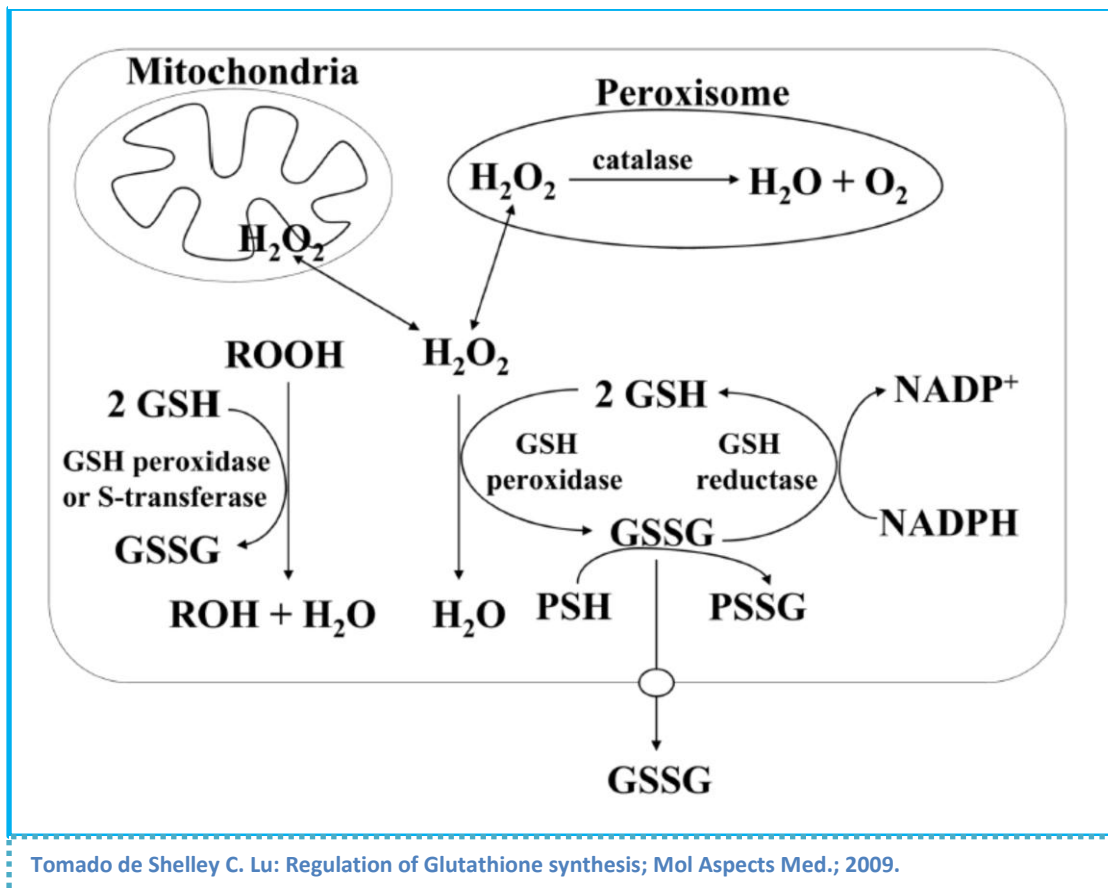 Mitochondria
Peroxisome
H₂O₂
catalase
H₂O + O₂
H₂O₂
ROOH
H₂O₂
2 GSH
2 GSH
NADP⁺
GSH peroxidase
or S-transferase
GSH
peroxidase
GSH
reductase
GSSG
GSSG
NADPH
ROH + H₂O
H₂O
PSH
PSSG
GSSG
Tomado de Shelley C. Lu: Regulation of Glutathione synthesis; Mol Aspects Med.; 2009.